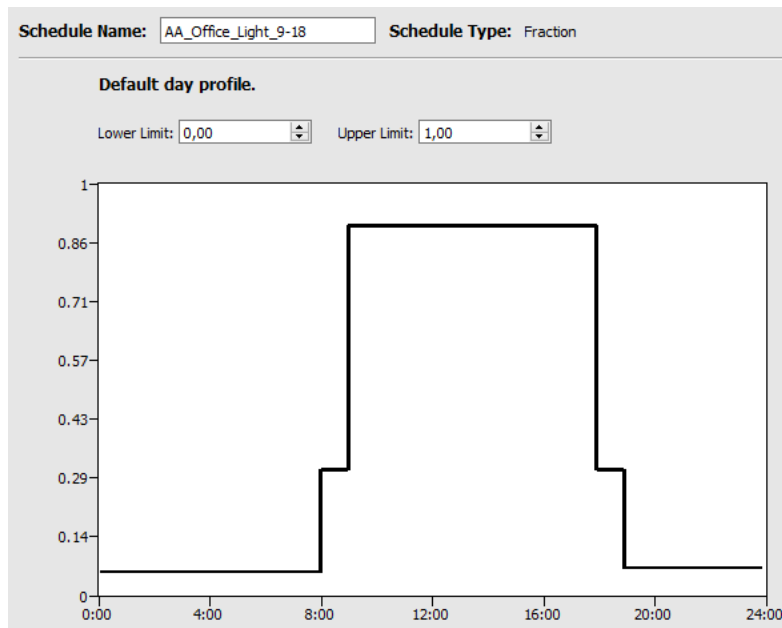 Schedule Name: AA_Office_Light_9-18 Schedule Type: Fraction
Default day profile.
Lower Limit: 0,00 Upper Limit: 1,00
1
0.86
0.71
0.57
0.43
0.29
0.14
0
0:00 4:00 8:00 12:00 16:00 20:00 24:00